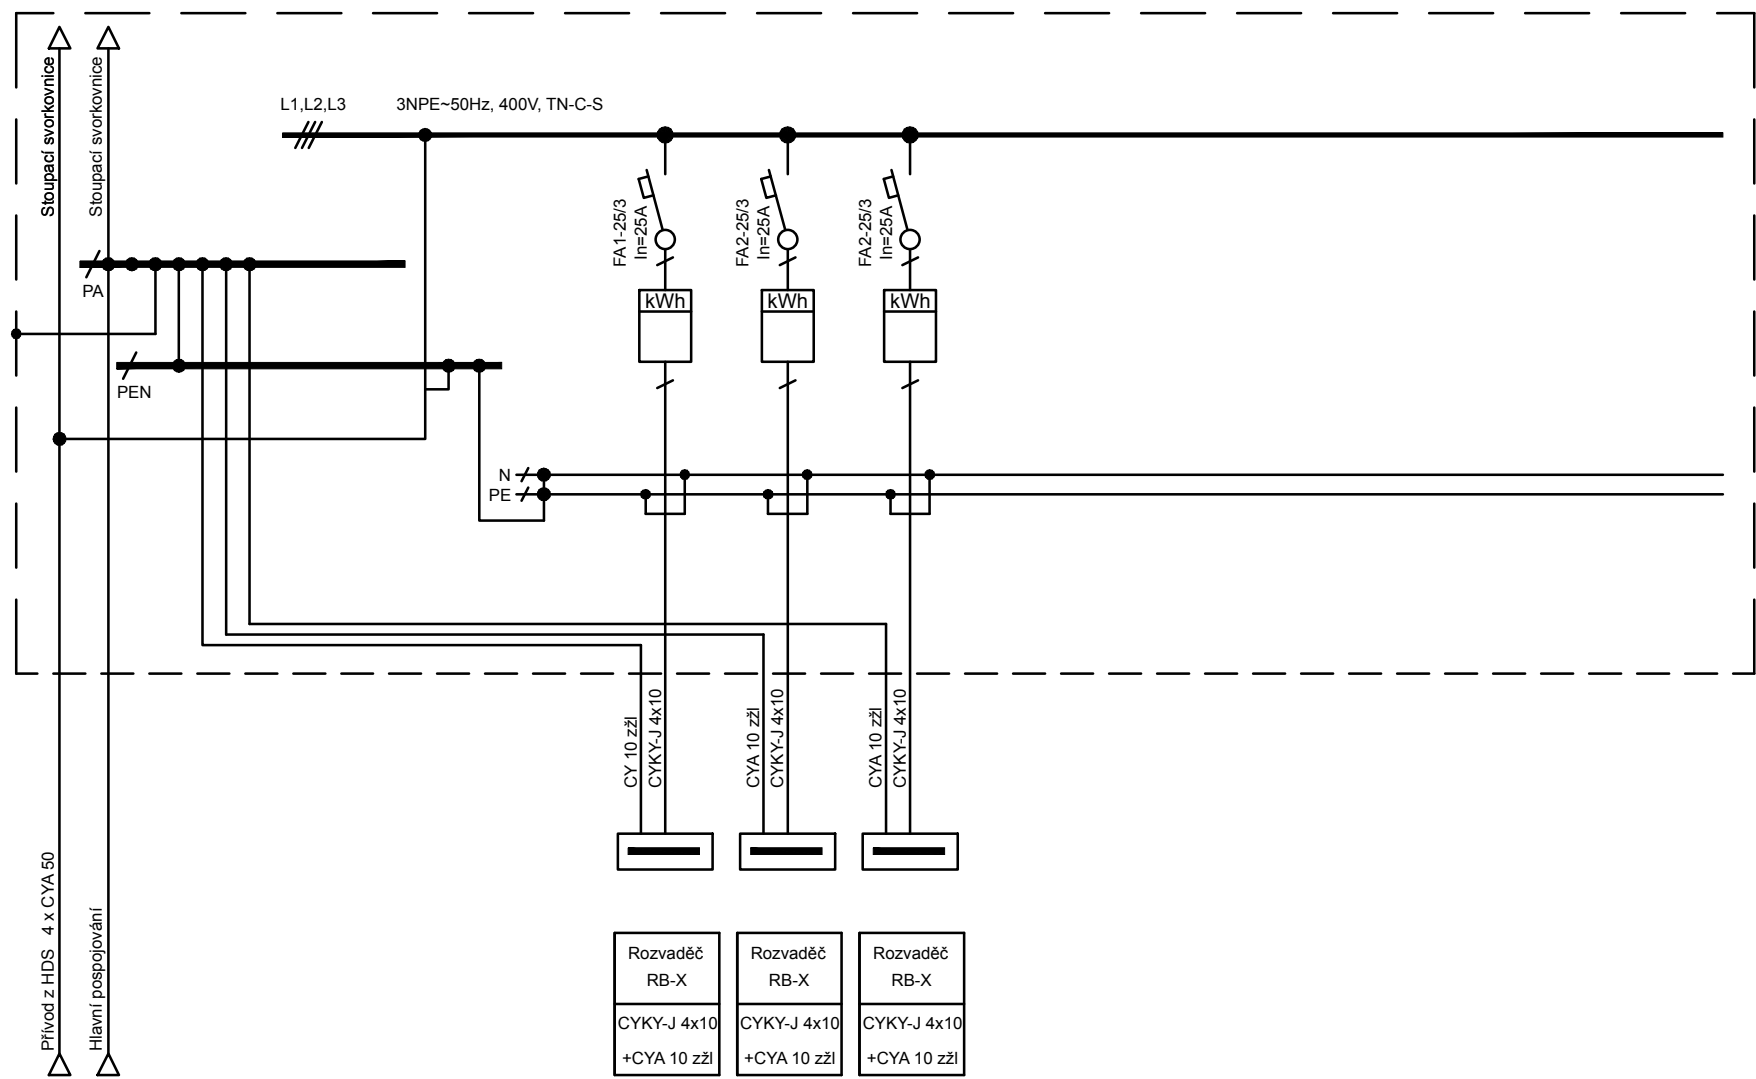 Stoupací svorkovnice
Stoupací svorkovnice
L1,L2,L3
3NPE~50Hz, 400V, TN-C-S
FA1-25/3
In=25A
FA2-25/3
In=25A
FA2-25/3
In=25A
PA
kWh
kWh
kWh
PEN
N
PE
CY 10 zžl
CYKY-J 4x10
CYA 10 zžl
CYKY-J 4x10
CYA 10 zžl
CYKY-J 4x10
Přívod z HDS 4 x CYA 50
Hlavní pospojování
Rozvaděč
RB-X
CYKY-J 4x10
+CYA 10 zžl
Rozvaděč
RB-X
CYKY-J 4x10
+CYA 10 zžl
Rozvaděč
RB-X
CYKY-J 4x10
+CYA 10 zžl